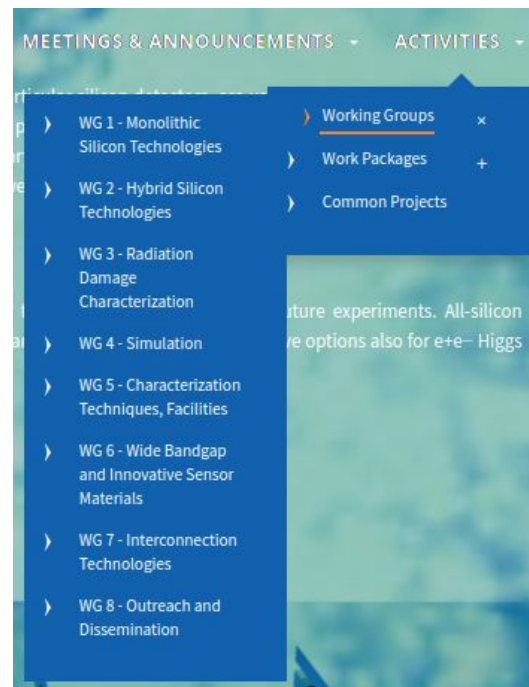 MEETINGS & ANNOUNCEMENTS
ACTIVITIES
Working Groups ×
Work Packages +
Common Projects
WG 1 - Monolithic
Silicon Technologies
WG 2 - Hybrid Silicon
Technologies
WG 3 - Radiation
Damage
Characterization
WG 4 - Simulation
WG 5 - Characterization
Techniques, Facilities
WG 6 - Wide Bandgap
and Innovative Sensor
Materials
WG 7 - Interconnection
Technologies
WG 8 - Outreach and
Dissemination
experiments. All-silicon
options also for e+e− Higgs